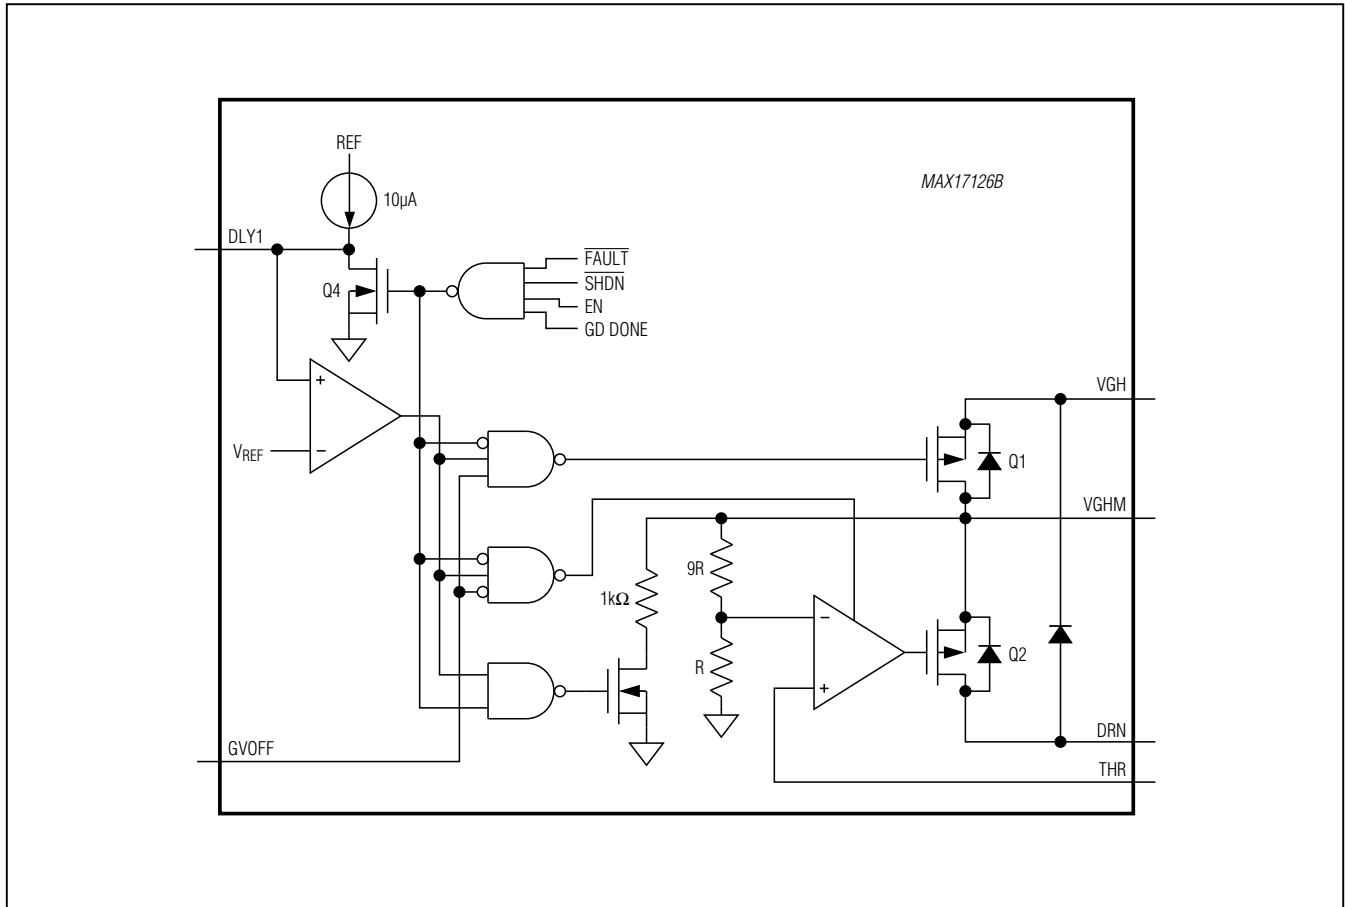 REF
MAX17126B
10µA
DLY1
FAULT
SHDN
Q4
EN
GD DONE
VGH
+
VREF
−
Q1
VGHM
9R
1kΩ
−
Q2
R
+
DRN
GVOFF
THR